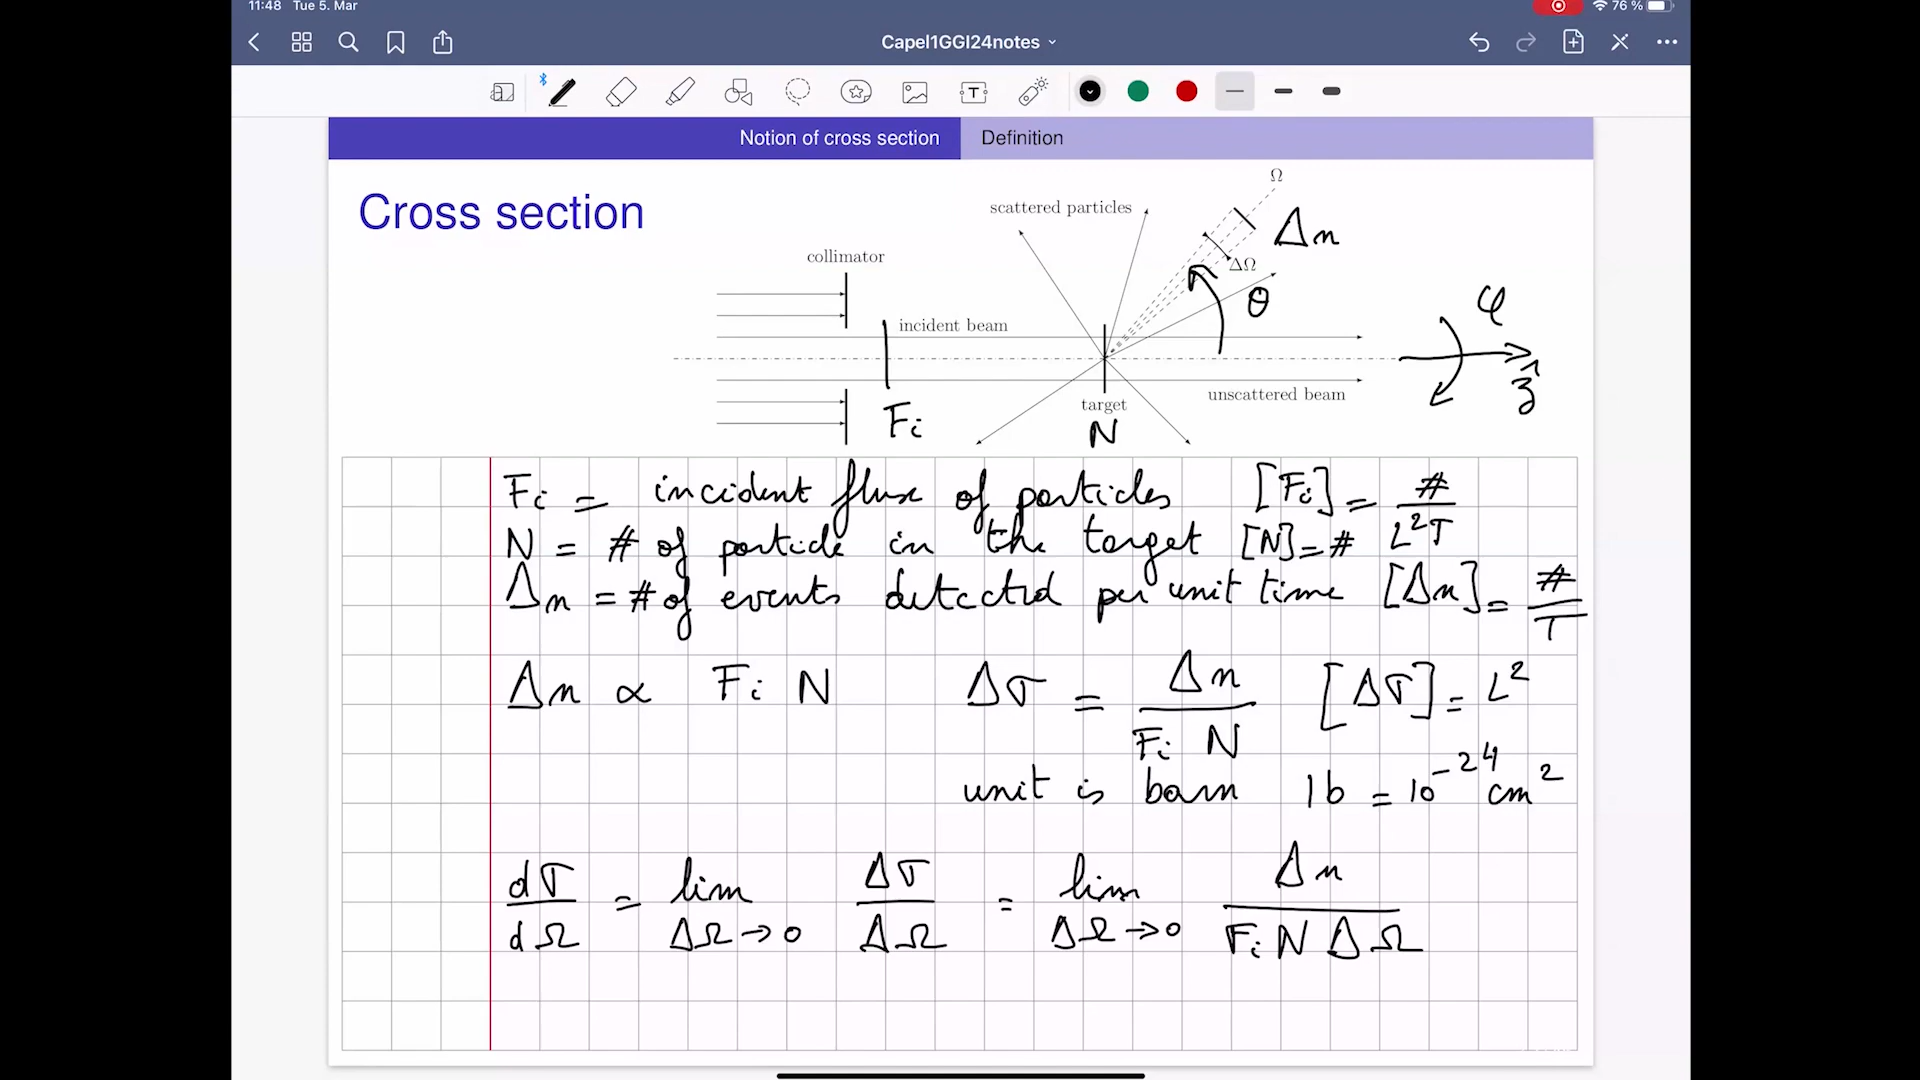 11:48 Tue 5. Mar 76 %
Capel1GGI24notes
Notion of cross section Definition
Cross section
Ω
scattered particles
Δn
ΔΩ
collimator
θ
φ
incident beam
ẑ
unscattered beam
target
Fi N
Fi = incident flux of particles [Fi] = #/L²T
N = # of particle in the target [N] = #
Δn = # of events detected per unit time [Δn] = #/T
Δn ∝ Fi N Δσ = Δn/Fi N [Δσ] = L²
unit is barn 1b = 10⁻²⁴ cm²
dσ/dΩ = lim ΔΩ→0 Δσ/ΔΩ = lim ΔΩ→0 Δn/Fi N ΔΩ